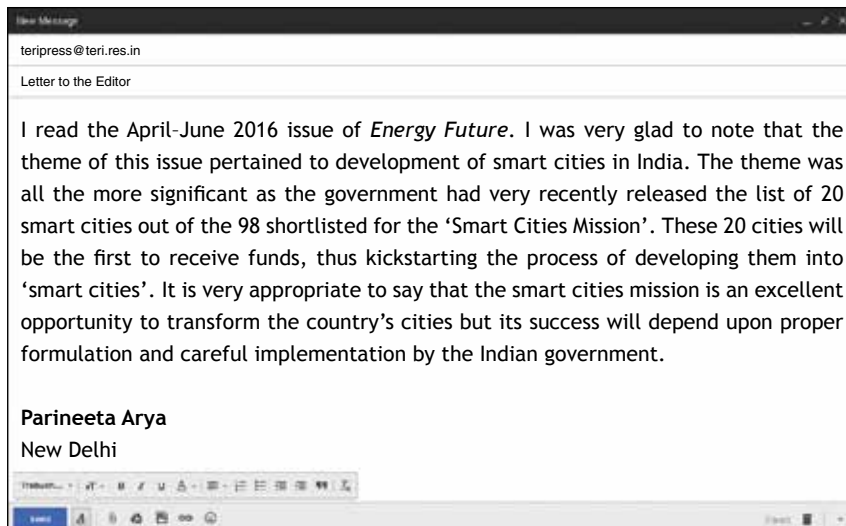 New Message
teripress@teri.res.in
Letter to the Editor
I read the April–June 2016 issue of Energy Future. I was very glad to note that the
theme of this issue pertained to development of smart cities in India. The theme was
all the more significant as the government had very recently released the list of 20
smart cities out of the 98 shortlisted for the ‘Smart Cities Mission’. These 20 cities will
be the first to receive funds, thus kickstarting the process of developing them into
‘smart cities’. It is very appropriate to say that the smart cities mission is an excellent
opportunity to transform the country’s cities but its success will depend upon proper
formulation and careful implementation by the Indian government.
Parineeta Arya
New Delhi